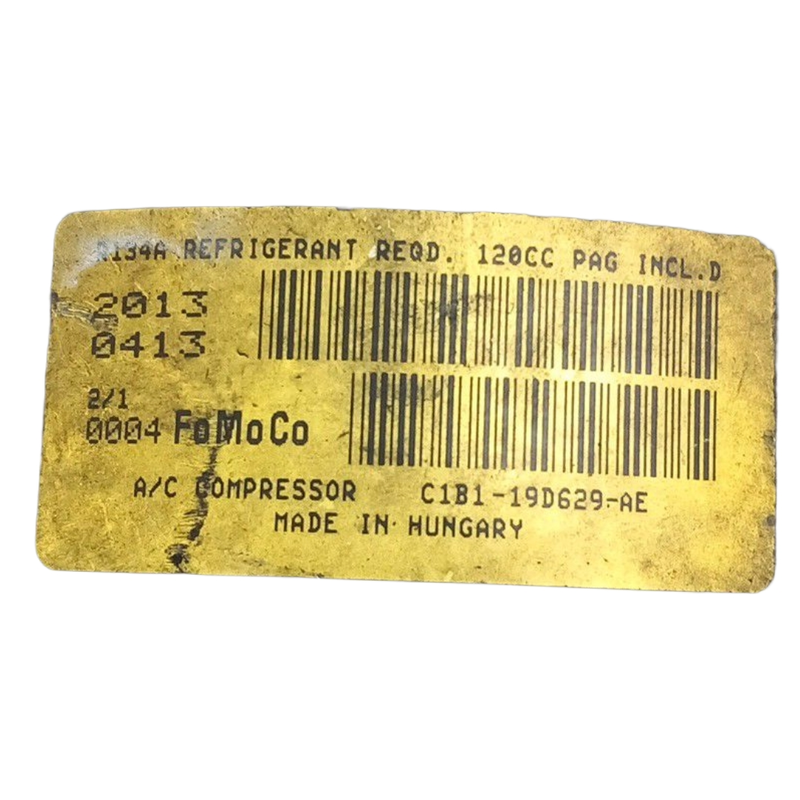 R134A REFRIGERANT REQD. 120CC PAG INCL.D
2013
0413
2/1
0004 FoMoCo
A/C COMPRESSOR C1B1-19D629-AE
MADE IN HUNGARY